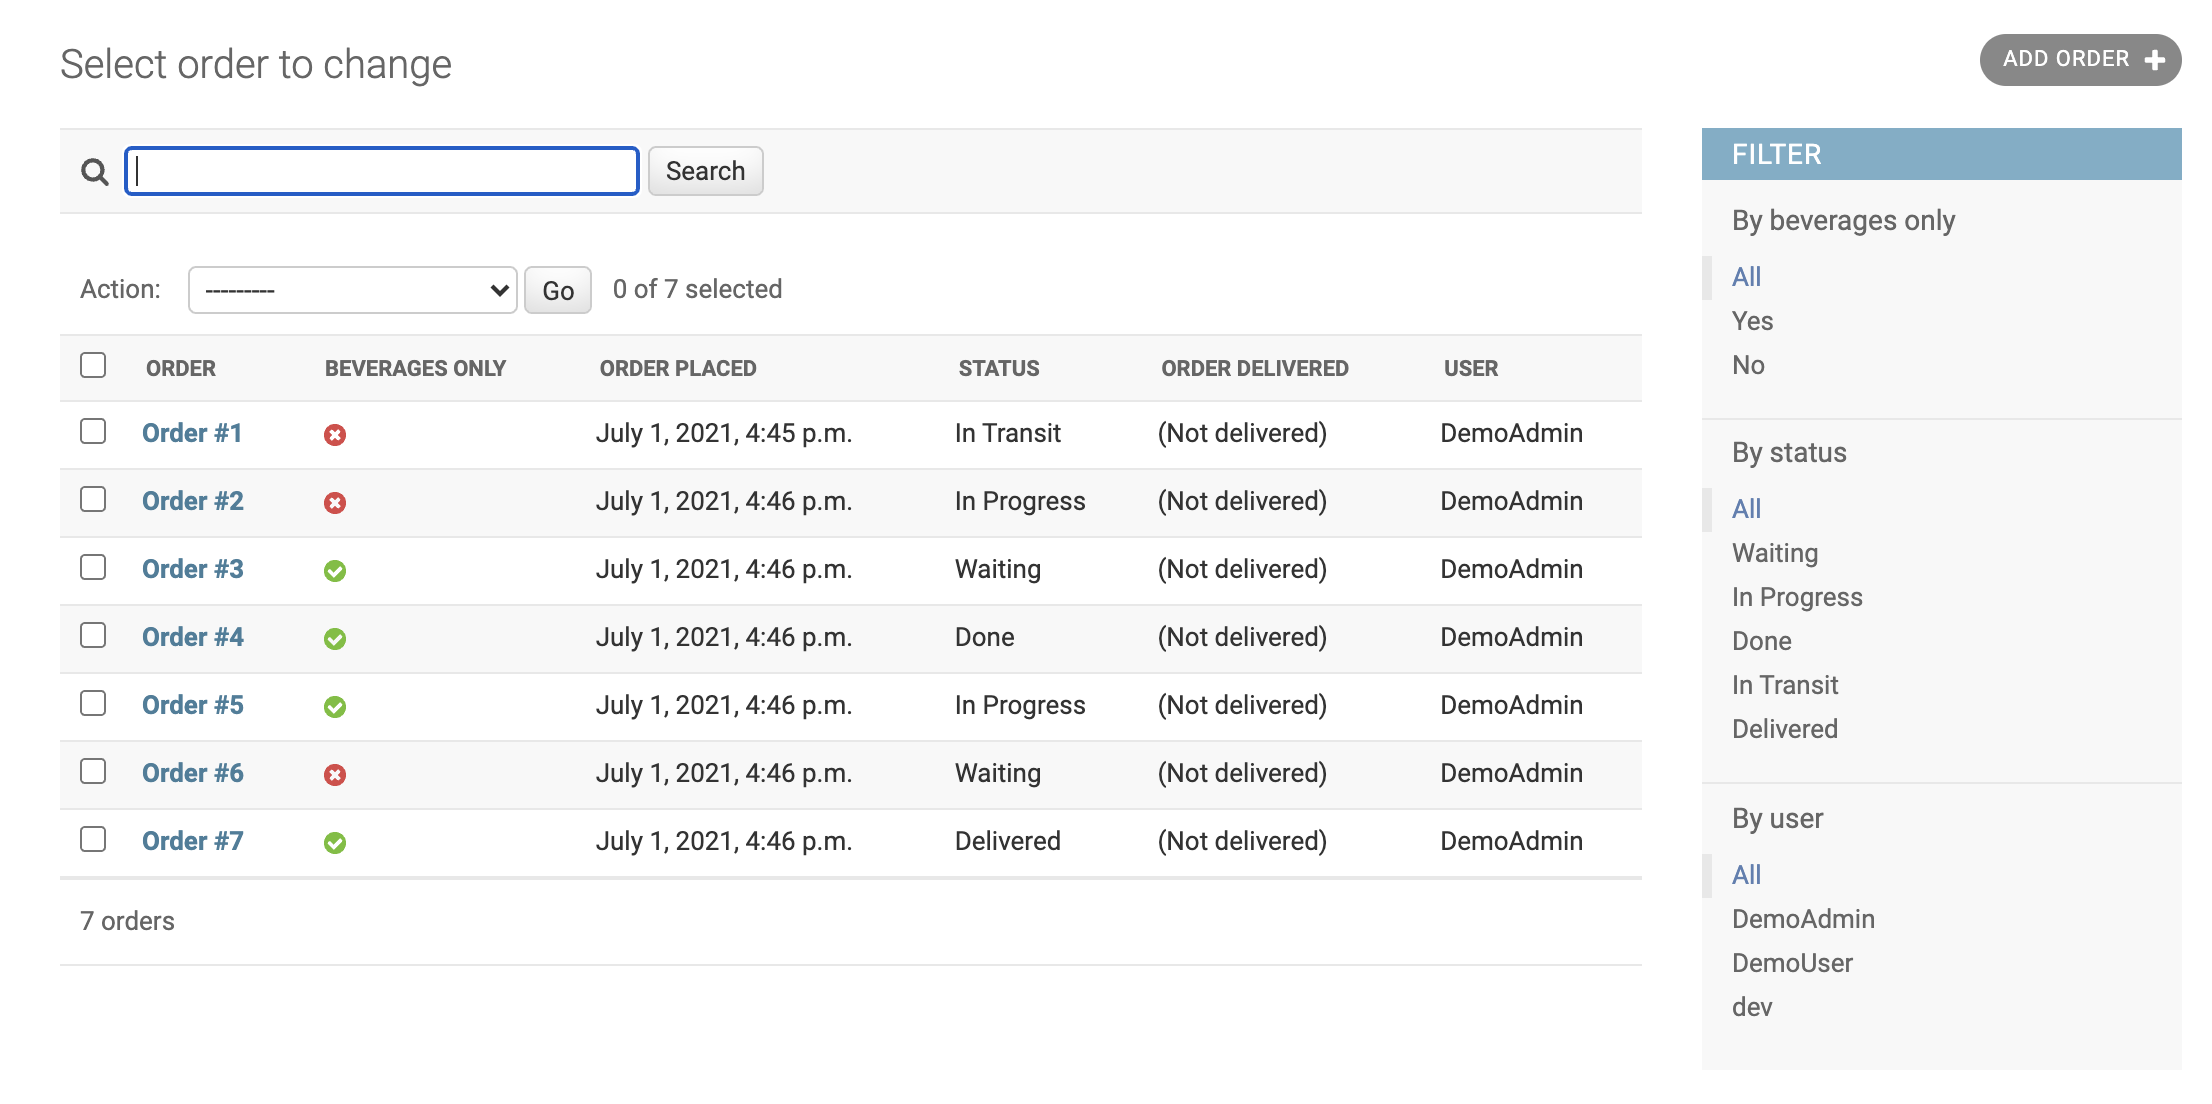 Select order to change
ADD ORDER
Search
Action: --------- Go 0 of 7 selected
ORDER BEVERAGES ONLY ORDER PLACED STATUS ORDER DELIVERED USER
Order #1 July 1, 2021, 4:45 p.m. In Transit (Not delivered) DemoAdmin
Order #2 July 1, 2021, 4:46 p.m. In Progress (Not delivered) DemoAdmin
Order #3 July 1, 2021, 4:46 p.m. Waiting (Not delivered) DemoAdmin
Order #4 July 1, 2021, 4:46 p.m. Done (Not delivered) DemoAdmin
Order #5 July 1, 2021, 4:46 p.m. In Progress (Not delivered) DemoAdmin
Order #6 July 1, 2021, 4:46 p.m. Waiting (Not delivered) DemoAdmin
Order #7 July 1, 2021, 4:46 p.m. Delivered (Not delivered) DemoAdmin
7 orders
FILTER
By beverages only
All
Yes
No
By status
All
Waiting
In Progress
Done
In Transit
Delivered
By user
All
DemoAdmin
DemoUser
dev